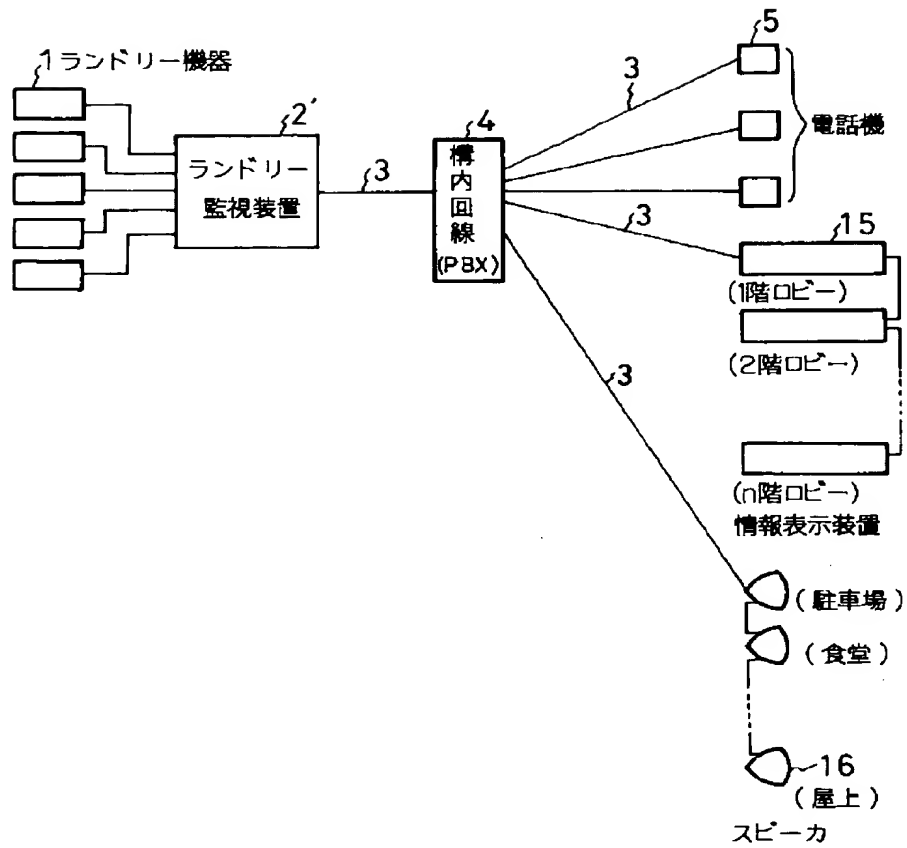 1 ランドリー機器
2'
ランドリー
監視装置
3
4
構内回線
(PBX)
3
5
電話機
3
15
(1階ロビー)
(2階ロビー)
(n階ロビー)
情報表示装置
3
(駐車場)
(食堂)
16
(屋上)
スピーカ